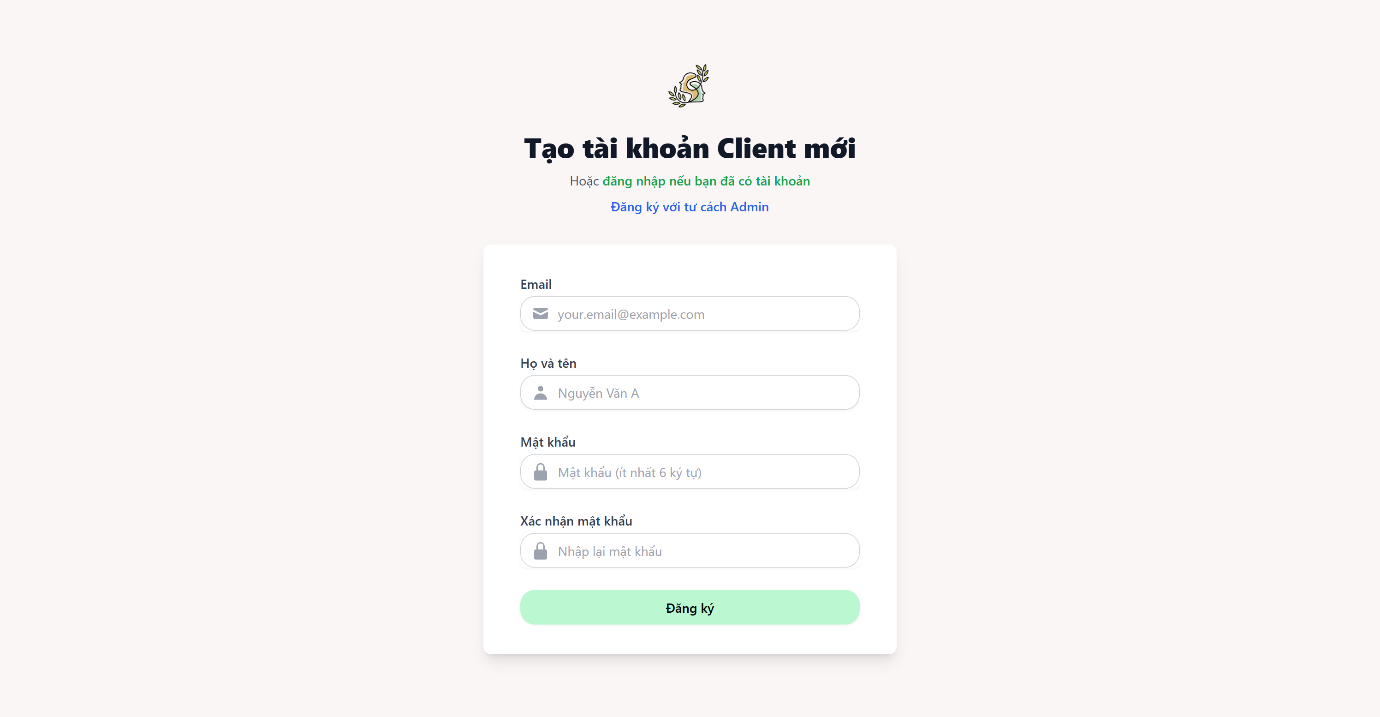 Tạo tài khoản Client mới
Hoặc đăng nhập nếu bạn đã có tài khoản
Đăng ký với tư cách Admin
Email
your.email@example.com
Họ và tên
Nguyễn Văn A
Mật khẩu
Mật khẩu (ít nhất 6 ký tự)
Xác nhận mật khẩu
Nhập lại mật khẩu
Đăng ký